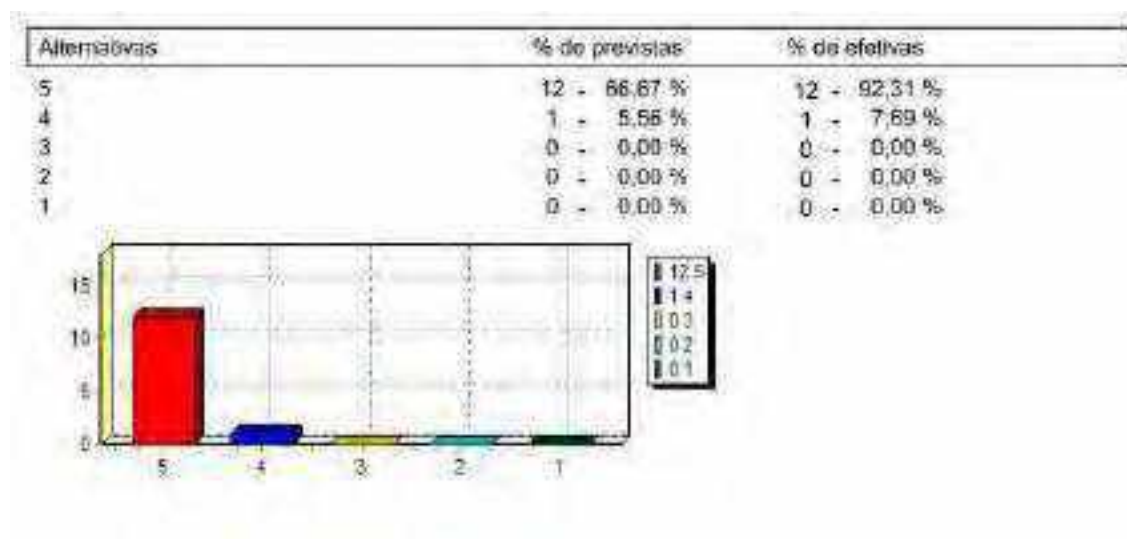 Alternativas % de previstas % de efetivas
5 12 - 66,67 % 12 - 92,31 %
4 1 - 5,56 % 1 - 7,69 %
3 0 - 0,00 % 0 - 0,00 %
2 0 - 0,00 % 0 - 0,00 %
1 0 - 0,00 % 0 - 0,00 %
15
10
5
0
5 4 3 2 1
12 5
1 4
0 3
0 2
0 1